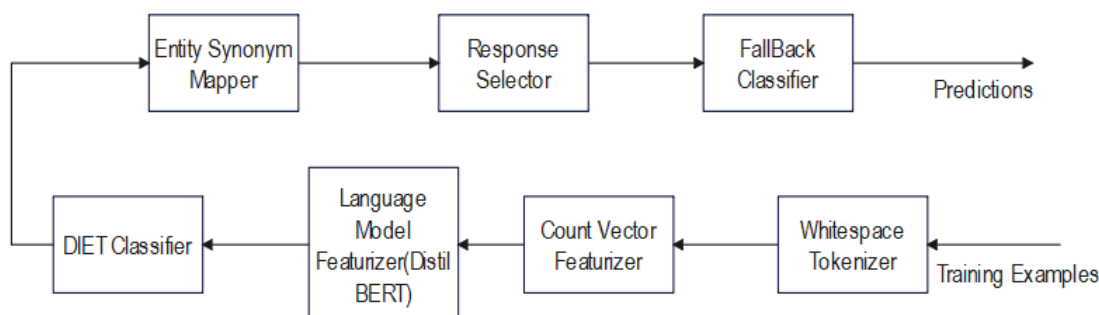 Entity Synonym
Mapper
Response
Selector
FallBack
Classifier
Predictions
DIET Classifier
Language
Model
Featurizer(Distil
BERT)
Count Vector
Featurizer
Whitespace
Tokenizer
Training Examples